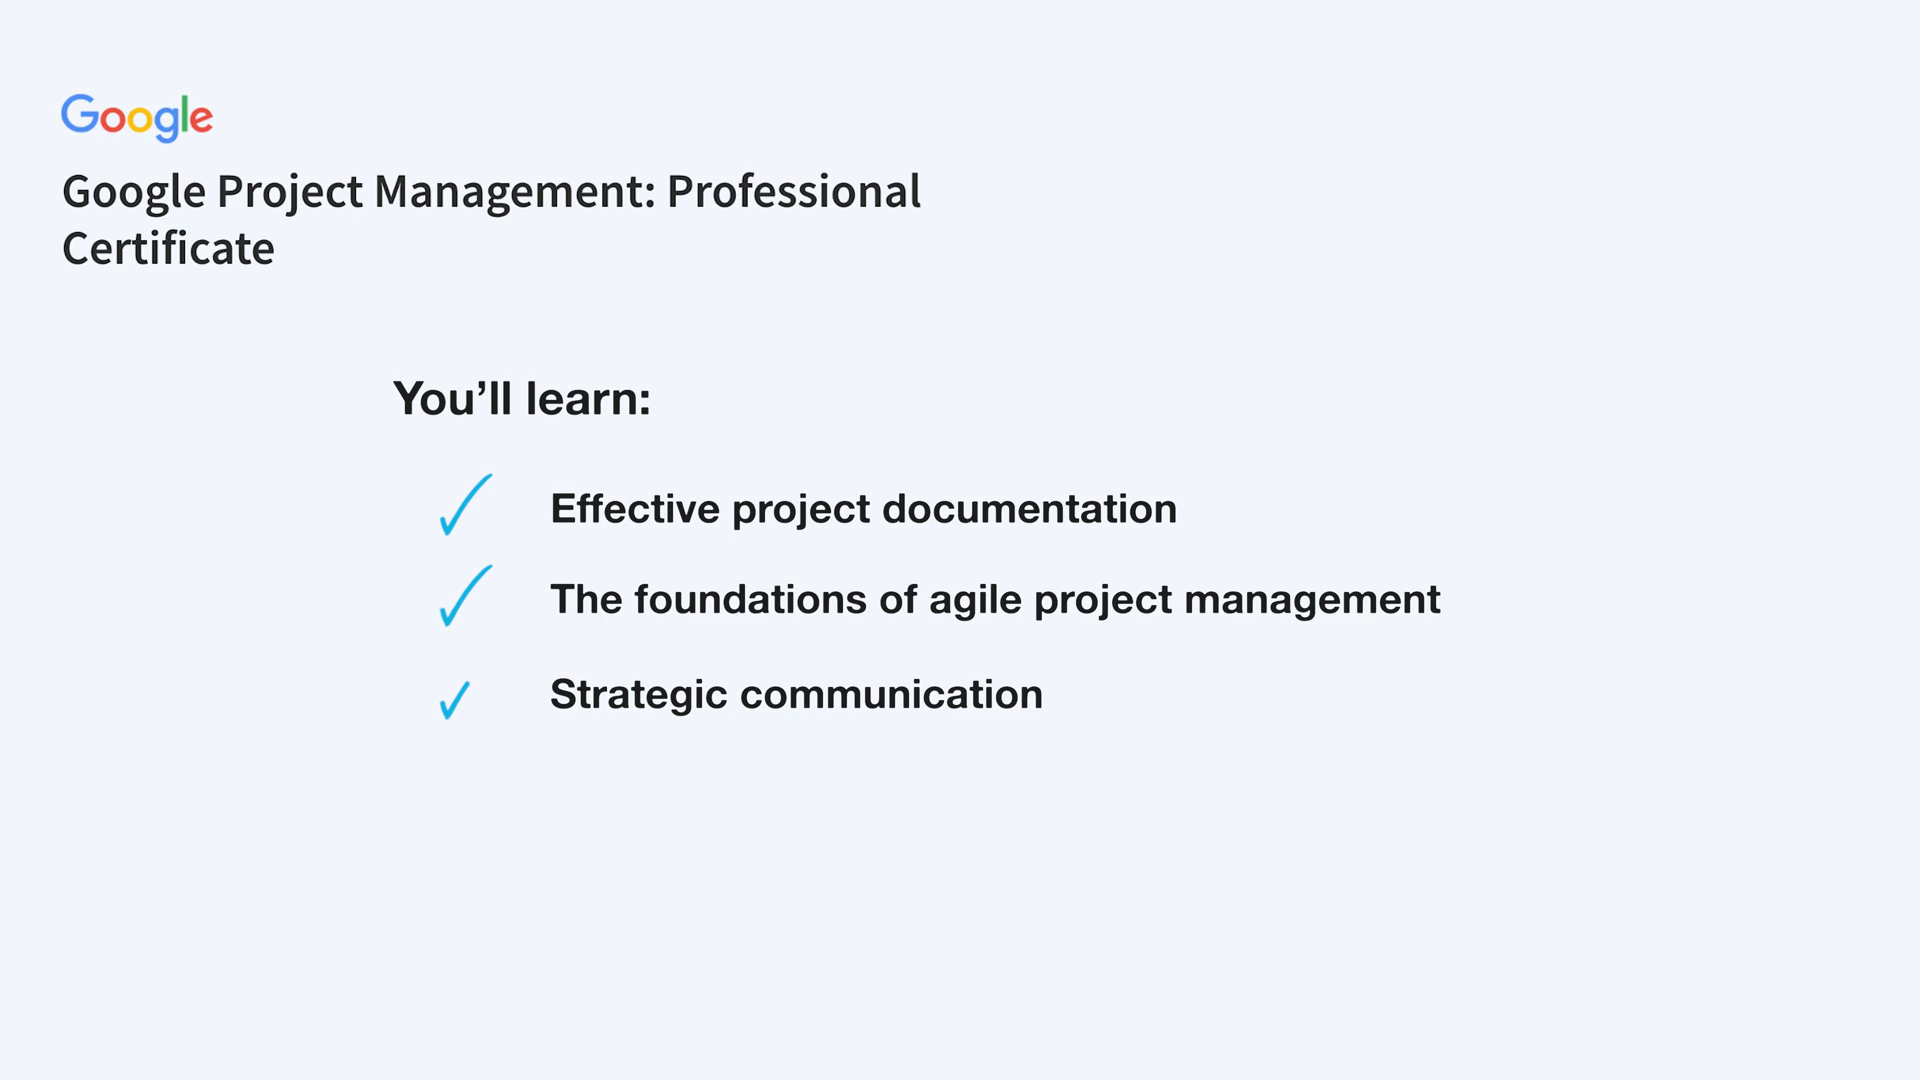 Google
Google Project Management: Professional
Certificate
You’ll learn:
Effective project documentation
The foundations of agile project management
Strategic communication